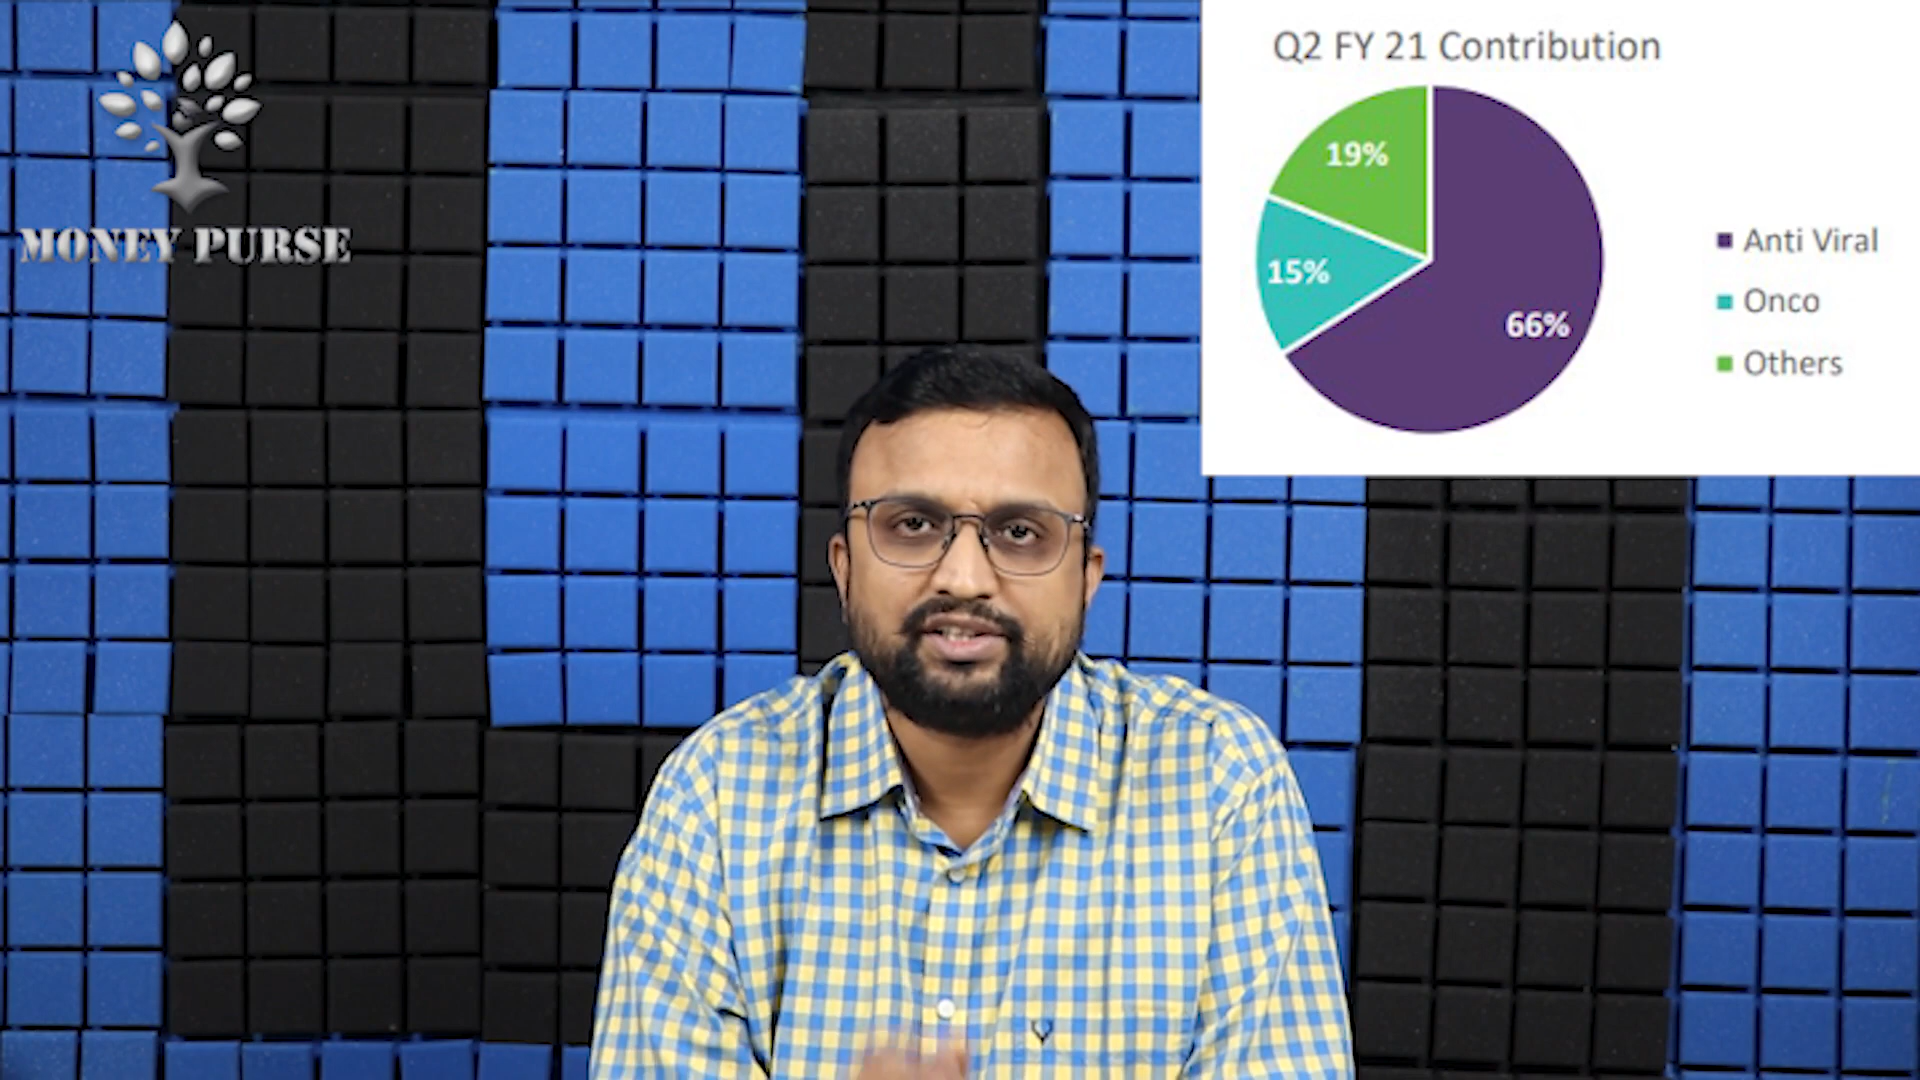 MONEY PURSE
Q2 FY 21 Contribution
19%
15%
66%
Anti Viral
Onco
Others